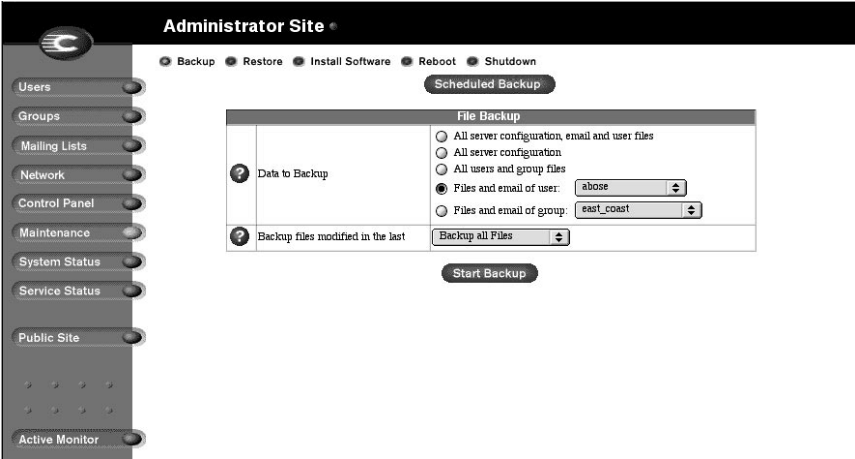 Administrator Site
Backup Restore Install Software Reboot Shutdown
Scheduled Backup
Users
Groups
Mailing Lists
Network
Control Panel
Maintenance
System Status
Service Status
Public Site
Active Monitor
File Backup
? Data to Backup
All server configuration, email and user files
All server configuration
All users and group files
Files and email of user: abose
Files and email of group: east_coast
? Backup files modified in the last Backup all Files
Start Backup